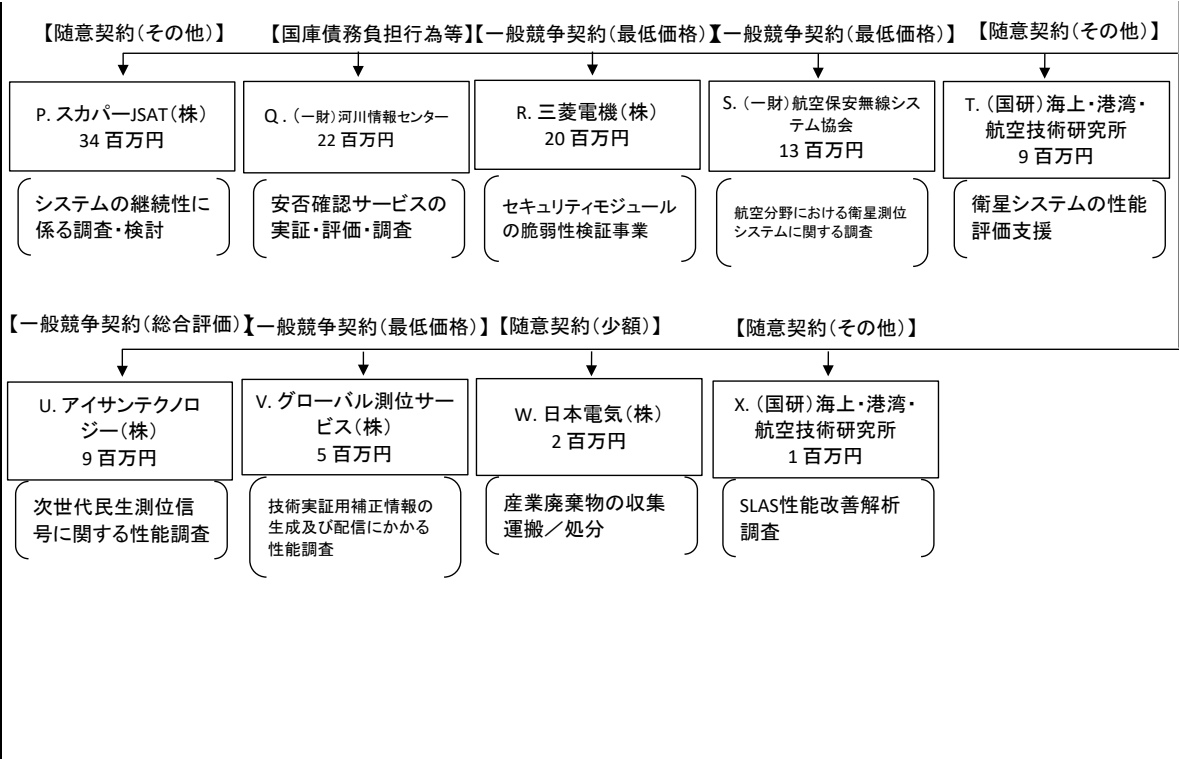 【随意契約(その他)】
【国庫債務負担行為等】
【一般競争契約(最低価格)】
【一般競争契約(最低価格)】
【随意契約(その他)】
P. スカパーJSAT(株)
34 百万円
Q. (一財)河川情報センター
22 百万円
R. 三菱電機(株)
20 百万円
S. (一財)航空保安無線シス
テム協会
13 百万円
T. (国研)海上・港湾・
航空技術研究所
9 百万円
システムの継続性に
係る調査・検討
安否確認サービスの
実証・評価・調査
セキュリティモジュール
の脆弱性検証事業
航空分野における衛星測位
システムに関する調査
衛星システムの性能
評価支援
【一般競争契約(総合評価)】
【一般競争契約(最低価格)】
【随意契約(少額)】
【随意契約(その他)】
U. アイサンテクノロ
ジー(株)
9 百万円
V. グローバル測位サー
ビス(株)
5 百万円
W. 日本電気(株)
2 百万円
X. (国研)海上・港湾・
航空技術研究所
1 百万円
次世代民生測位信
号に関する性能調査
技術実証用補正情報の
生成及び配信にかかる
性能調査
産業廃棄物の収集
運搬/処分
SLAS性能改善解析
調査